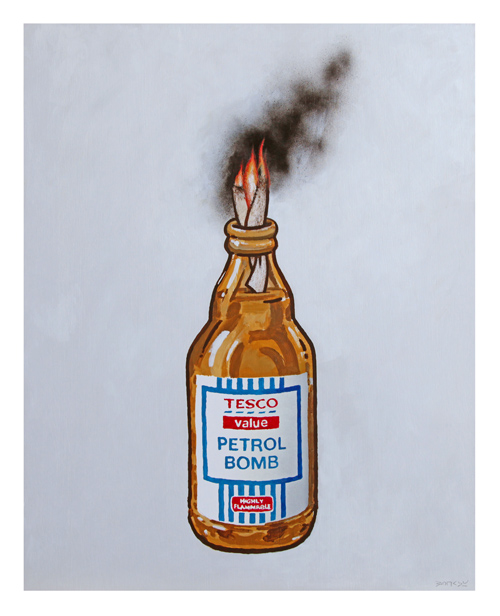 TESCO
value
PETROL
BOMB
HIGHLY
FLAMMABLE